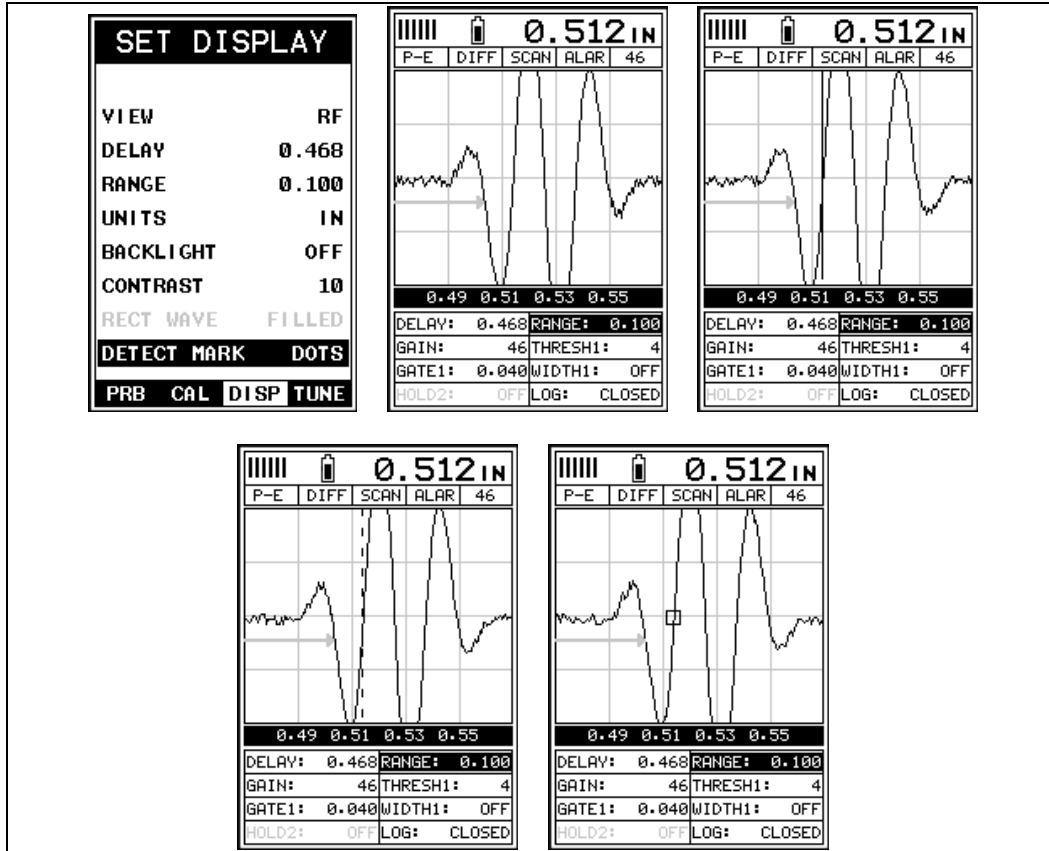 SET DISPLAY
VIEW RF
DELAY 0.468
RANGE 0.100
UNITS IN
BACKLIGHT OFF
CONTRAST 10
RECT WAVE FILLED
DETECT MARK DOTS
PRB CAL DISP TUNE
0.512 IN
P-E DIFF SCAN ALAR 46
0.49 0.51 0.53 0.55
DELAY: 0.468 RANGE: 0.100
GAIN: 46 THRESH1: 4
GATE1: 0.040 WIDTH1: OFF
HOLD2: OFF LOG: CLOSED
0.512 IN
P-E DIFF SCAN ALAR 46
0.49 0.51 0.53 0.55
DELAY: 0.468 RANGE: 0.100
GAIN: 46 THRESH1: 4
GATE1: 0.040 WIDTH1: OFF
HOLD2: OFF LOG: CLOSED
0.512 IN
P-E DIFF SCAN ALAR 46
0.49 0.51 0.53 0.55
DELAY: 0.468 RANGE: 0.100
GAIN: 46 THRESH1: 4
GATE1: 0.040 WIDTH1: OFF
HOLD2: OFF LOG: CLOSED
0.512 IN
P-E DIFF SCAN ALAR 46
0.49 0.51 0.53 0.55
DELAY: 0.468 RANGE: 0.100
GAIN: 46 THRESH1: 4
GATE1: 0.040 WIDTH1: OFF
HOLD2: OFF LOG: CLOSED